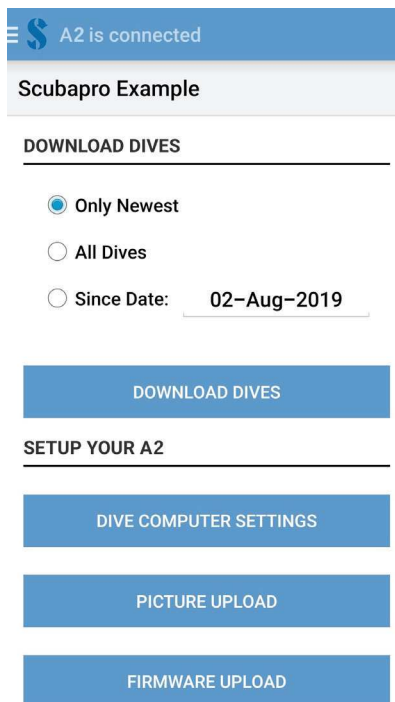 A2 is connected
Scubapro Example
DOWNLOAD DIVES
Only Newest
All Dives
Since Date: 02-Aug-2019
DOWNLOAD DIVES
SETUP YOUR A2
DIVE COMPUTER SETTINGS
PICTURE UPLOAD
FIRMWARE UPLOAD